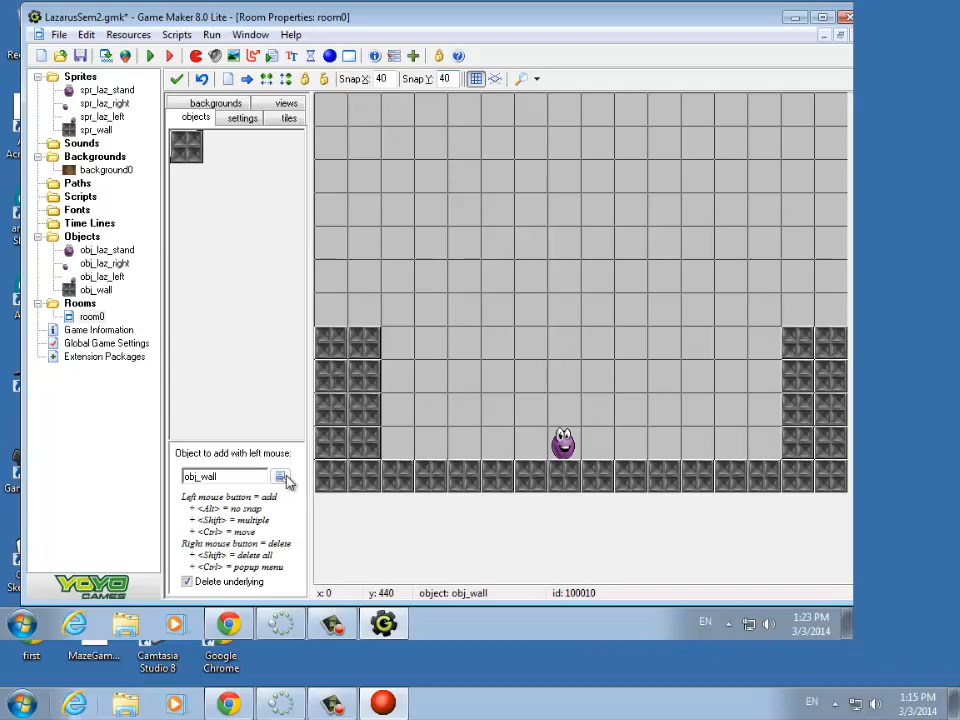 LazarusSem2.gmk* - Game Maker 8.0 Lite - [Room Properties: room0]
File Edit Resources Scripts Run Window Help
Snap X: 40 Snap Y: 40
Sprites
spr_laz_stand
spr_laz_right
spr_laz_left
spr_wall
Sounds
Backgrounds
background0
Paths
Scripts
Fonts
Time Lines
Objects
obj_laz_stand
obj_laz_right
obj_laz_left
obj_wall
Rooms
room0
Game Information
Global Game Settings
Extension Packages
YOYO
GAMES
backgrounds views
objects settings tiles
Object to add with left mouse:
obj_wall
Left mouse button = add
+ <Alt> = no snap
+ <Shift> = multiple
+ <Ctrl> = move
Right mouse button = delete
+ <Shift> = delete all
+ <Ctrl> = popup menu
Delete underlying
x: 0 y: 440 object: obj_wall id: 100010
EN 1:23 PM
3/3/2014
first MazeGam... Camtasia Studio 8 Google Chrome
EN 1:15 PM
3/3/2014